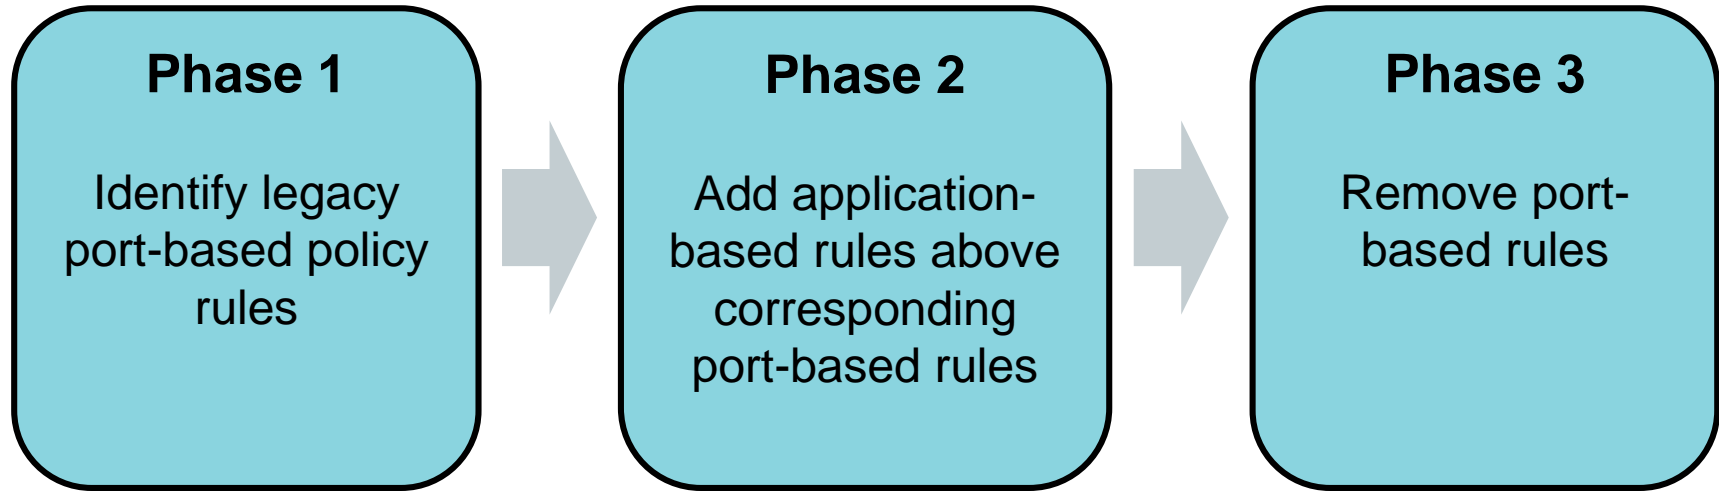 Phase 1
Identify legacy
port-based policy
rules
Phase 2
Add application-
based rules above
corresponding
port-based rules
Phase 3
Remove port-
based rules